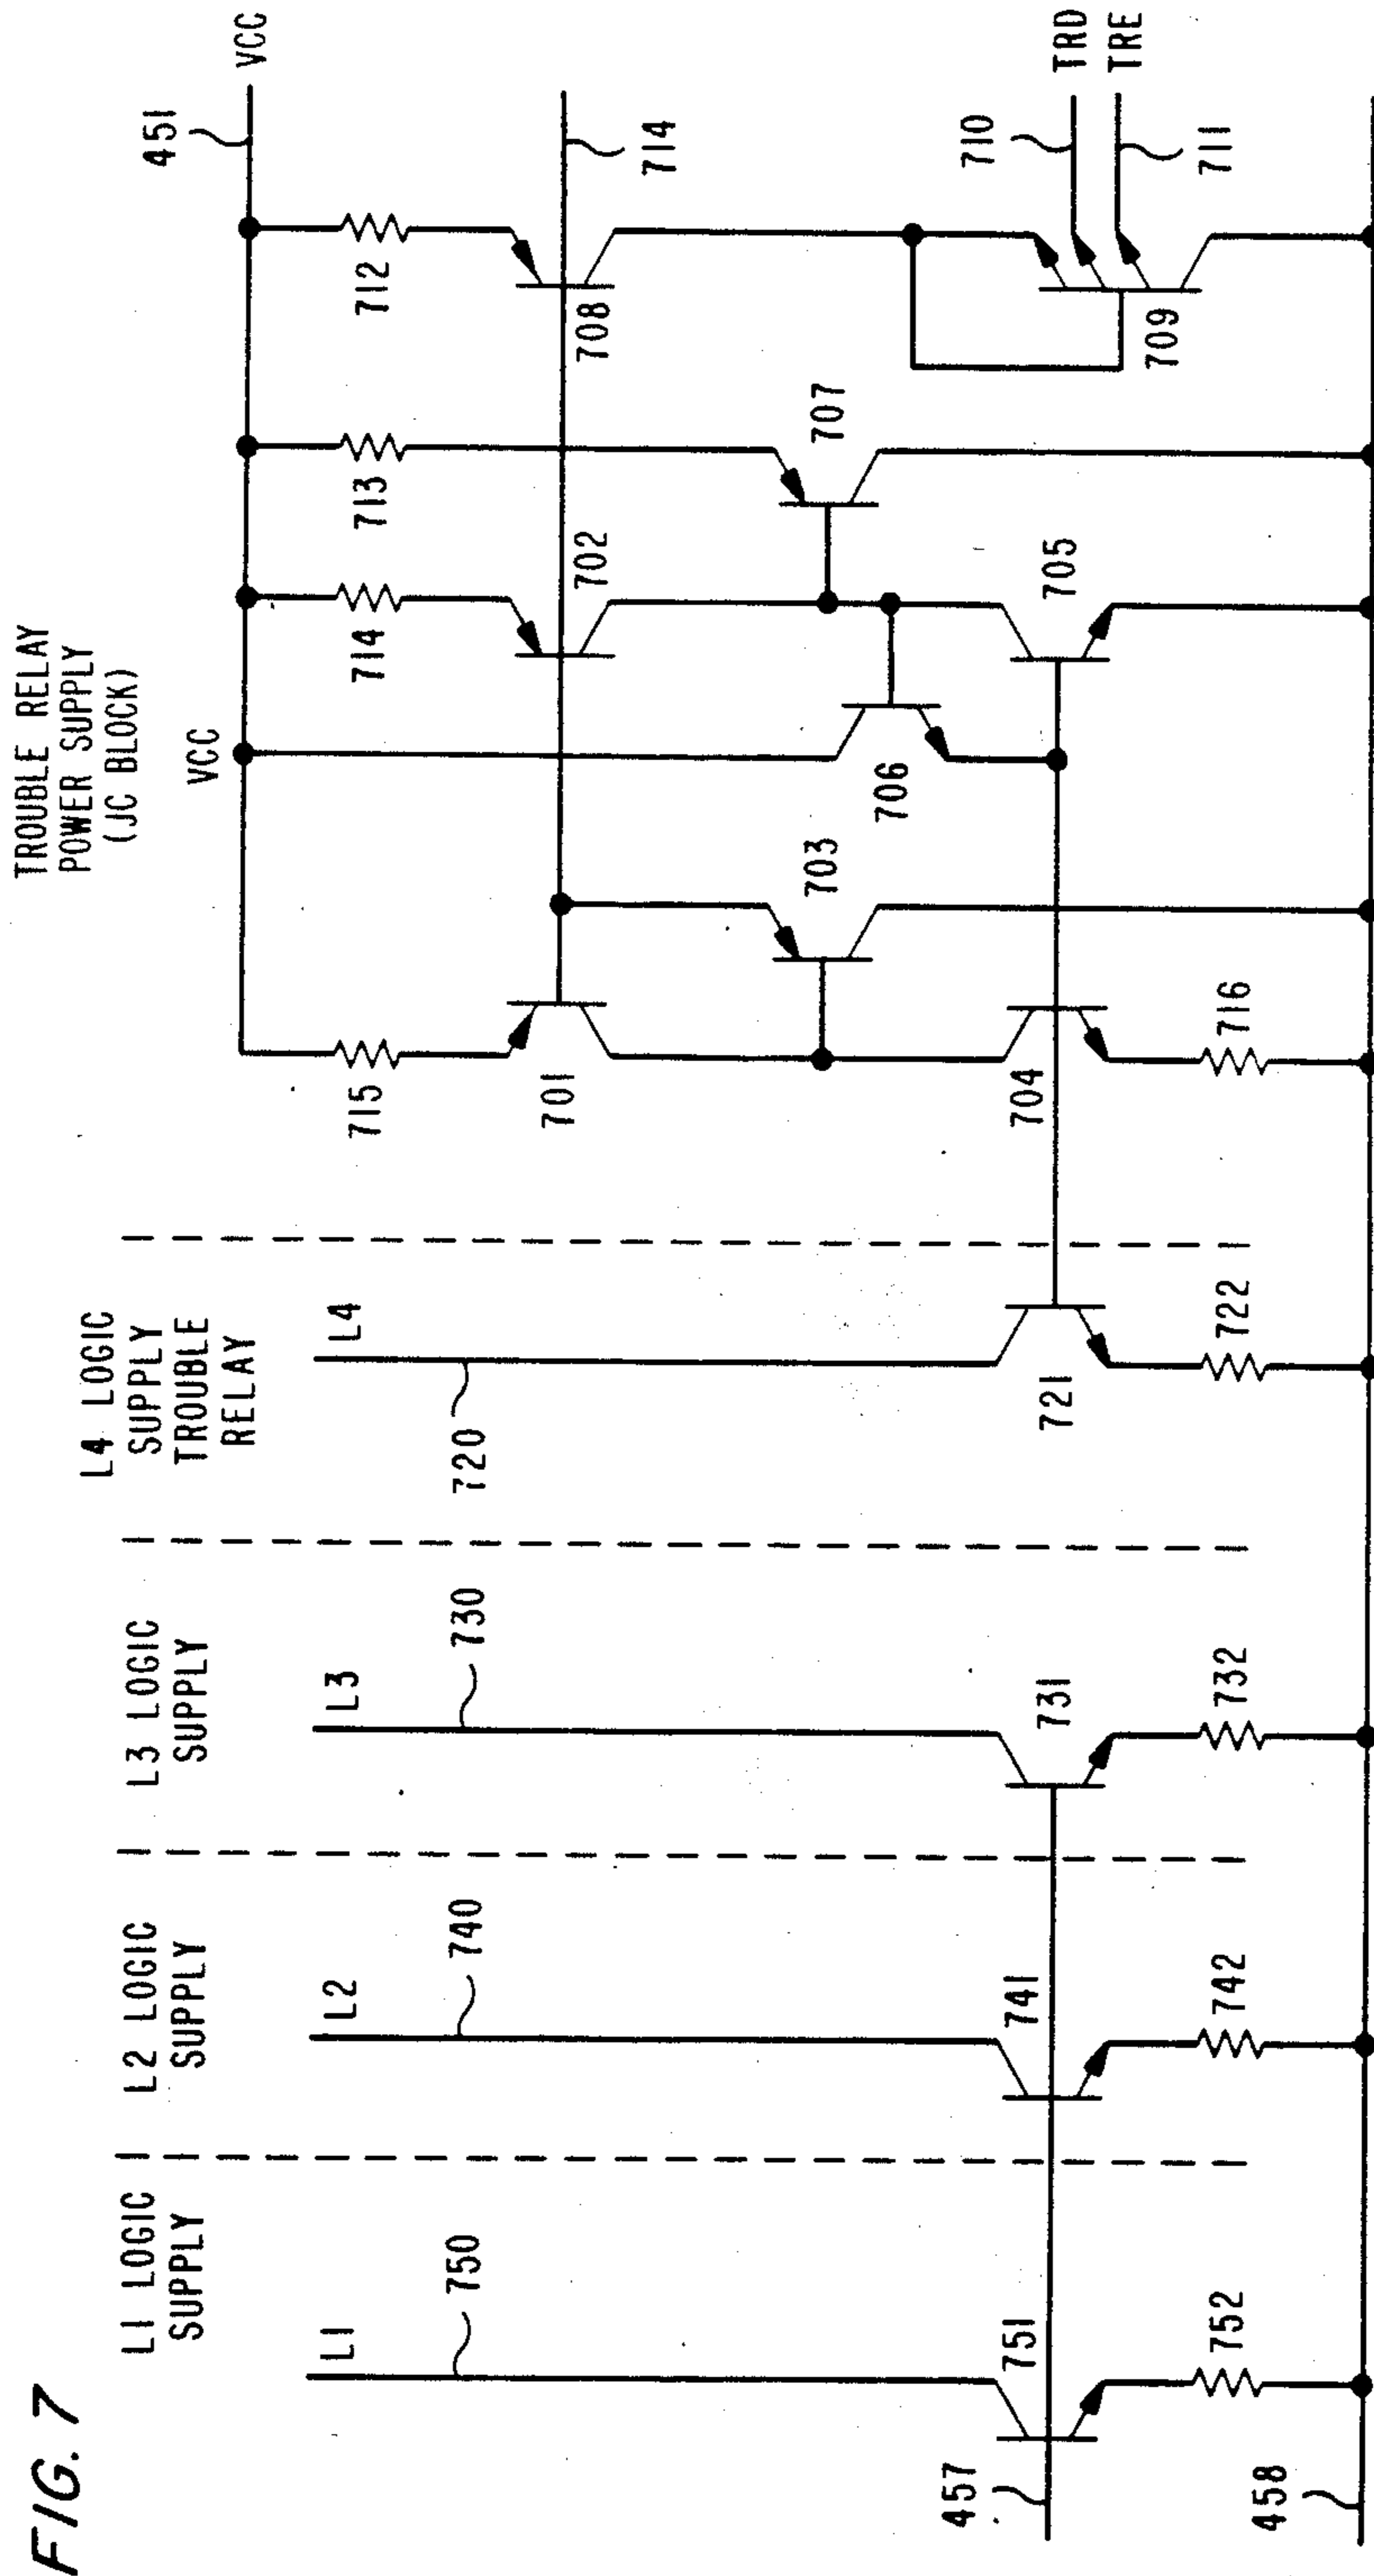 FIG. 7
L1 LOGIC
SUPPLY
L2 LOGIC
SUPPLY
L3 LOGIC
SUPPLY
L4 LOGIC
SUPPLY
TROUBLE
RELAY
TROUBLE RELAY
POWER SUPPLY
(JC BLOCK)
L1
L2
L3
L4
VCC
VCC
451
750
740
730
720
715
714
713
712
701
702
708
714
703
706
707
710
TRD
TRE
711
709
457
751
741
731
721
704
705
752
742
732
722
716
458